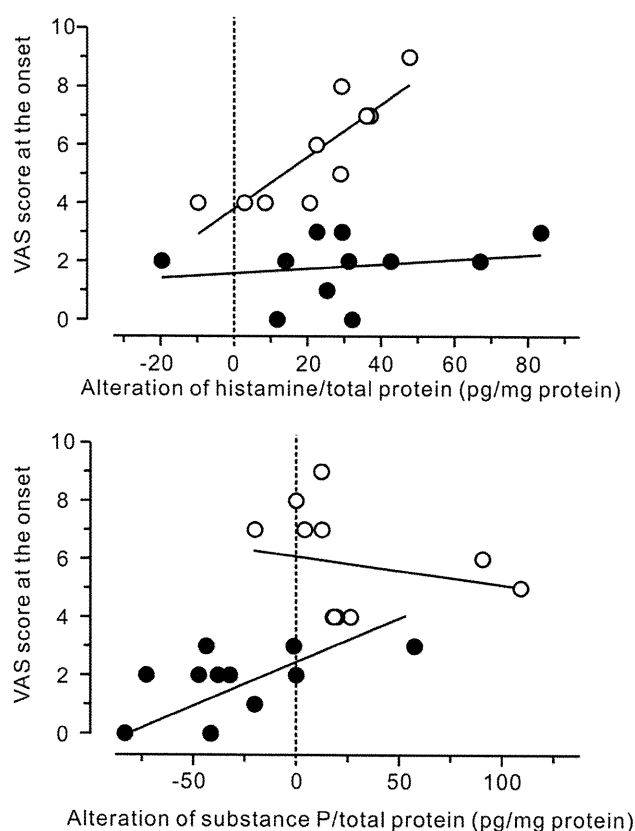 VAS score at the onset
10
8
6
4
2
0
-20 0 20 40 60 80
Alteration of histamine/total protein (pg/mg protein)
VAS score at the onset
10
8
6
4
2
0
-50 0 50 100
Alteration of substance P/total protein (pg/mg protein)